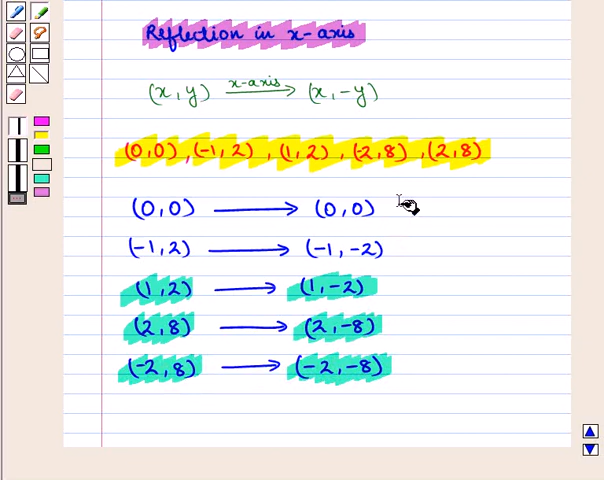 Reflection in x-axis
(x, y) x-axis → (x, -y)
(0,0), (-1,2), (1,2), (-2,8), (2,8)
(0,0) → (0,0)
(-1,2) → (-1,-2)
(1,2) → (1,-2)
(2,8) → (2,-8)
(-2,8) → (-2,-8)